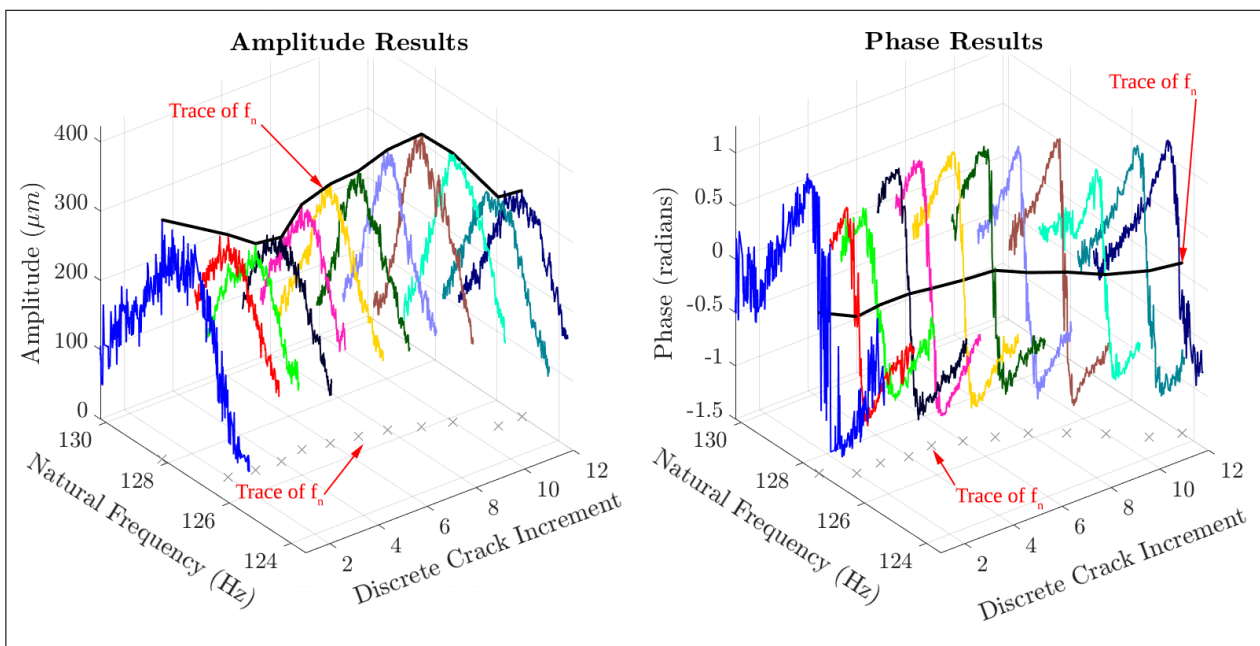 Amplitude Results
Trace of fn
400
300
200
100
0
Amplitude (μm)
130
128
126
124
Natural Frequency (Hz)
2
4
6
8
10
12
Discrete Crack Increment
Trace of fn
Phase Results
Trace of fn
1
0.5
0
-0.5
-1
-1.5
Phase (radians)
130
128
126
124
Natural Frequency (Hz)
2
4
6
8
10
12
Discrete Crack Increment
Trace of fn